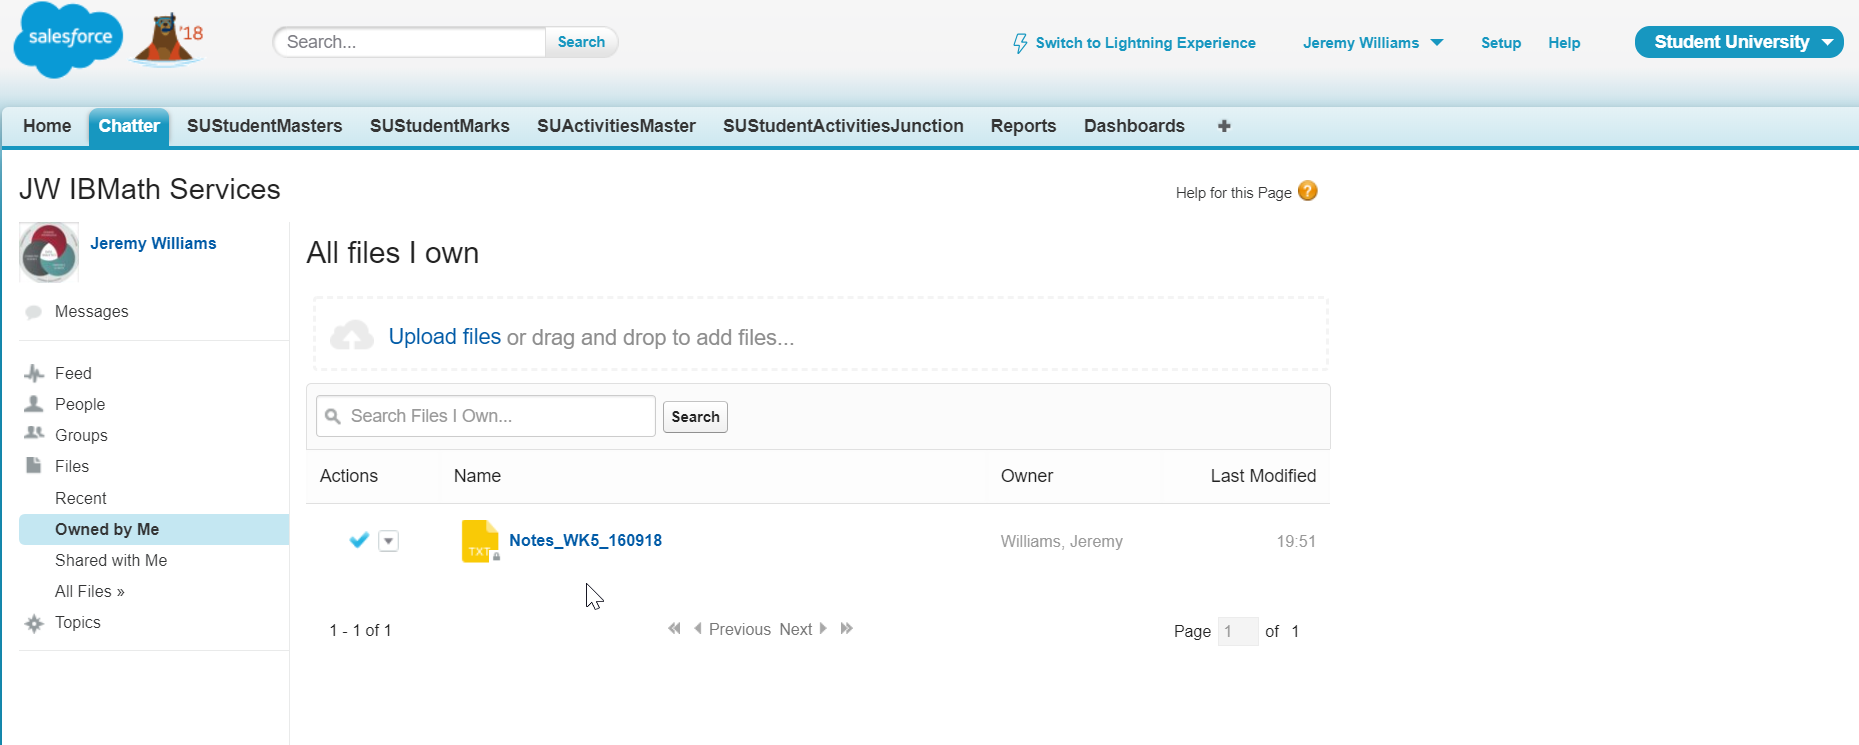 salesforce
'18
Search...
Search
Switch to Lightning Experience
Jeremy Williams
Setup
Help
Student University
Home
Chatter
SUStudentMasters
SUStudentMarks
SUActivitiesMaster
SUStudentActivitiesJunction
Reports
Dashboards
+
JW IBMath Services
Help for this Page ?
Jeremy Williams
Messages
Feed
People
Groups
Files
Recent
Owned by Me
Shared with Me
All Files »
Topics
All files I own
Upload files or drag and drop to add files...
Search Files I Own...
Search
Actions
Name
Owner
Last Modified
TXT
Notes_WK5_160918
Williams, Jeremy
19:51
1 - 1 of 1
Previous Next
Page 1 of 1